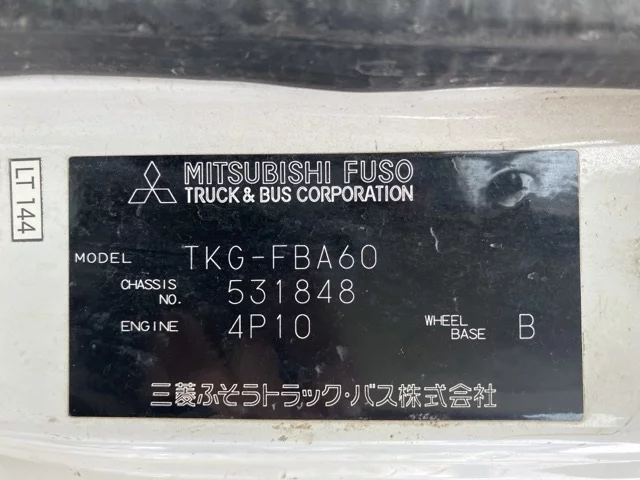 LT 144
MITSUBISHI FUSO
TRUCK & BUS CORPORATION
MODEL TKG-FBA60
CHASSIS NO. 531848
ENGINE 4P10 WHEEL BASE B
三菱ふそうトラック・バス株式会社